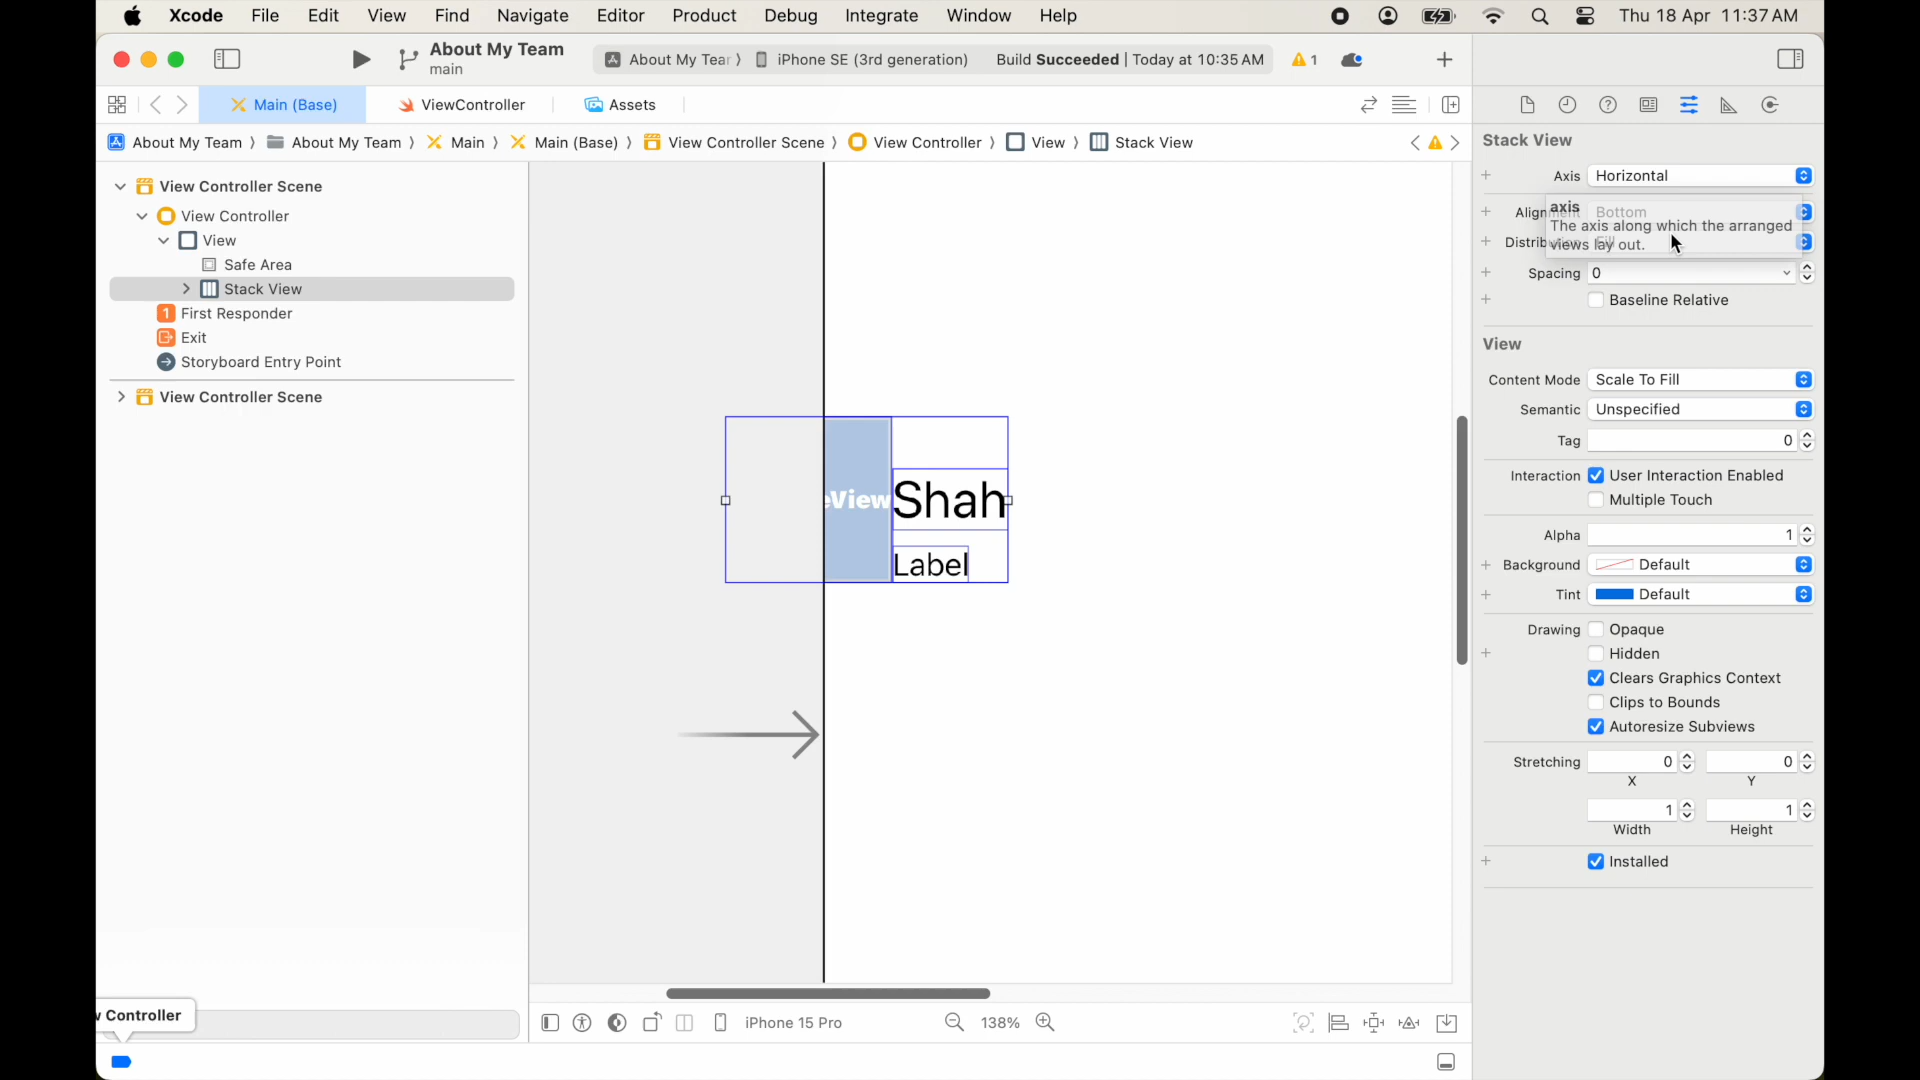 Xcode File Edit View Find Navigate Editor Product Debug Integrate Window Help Thu 18 Apr 11:37 AM
About My Team
main
About My Tear iPhone SE (3rd generation) Build Succeeded | Today at 10:35 AM 1
Main (Base) ViewController Assets
About My Team About My Team Main Main (Base) View Controller Scene View Controller View Stack View
View Controller Scene
View Controller
View
Safe Area
Stack View
1 First Responder
Exit
Storyboard Entry Point
View Controller Scene
eView
Shah
Label
w Controller
iPhone 15 Pro 138%
Stack View
Axis Horizontal
Alignment Bottom
axis
The axis along which the arranged
views lay out.
Distribution Fill
Spacing 0
Baseline Relative
View
Content Mode Scale To Fill
Semantic Unspecified
Tag 0
Interaction User Interaction Enabled
Multiple Touch
Alpha 1
Background Default
Tint Default
Drawing Opaque
Hidden
Clears Graphics Context
Clips to Bounds
Autoresize Subviews
Stretching 0 0
X Y
1 1
Width Height
Installed